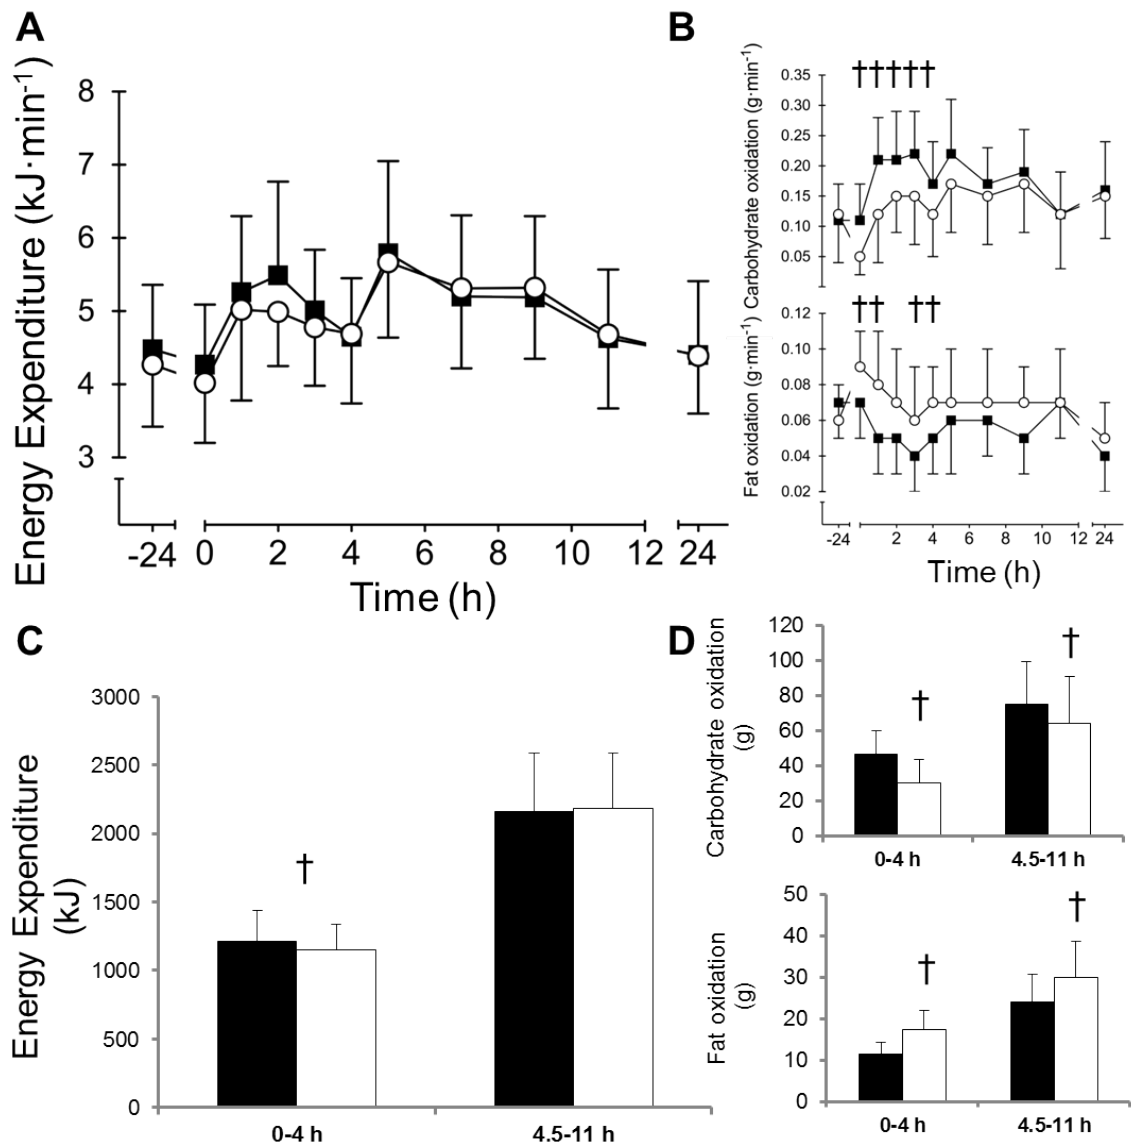 A
Energy Expenditure (kJ·min-1)
8
7
6
5
4
3
-24 0 2 4 6 8 10 12 24
Time (h)
B
Carbohydrate oxidation (g·min-1)
†††††
0.35
0.30
0.25
0.20
0.15
0.10
0.05
Fat oxidation (g·min-1)
†† ††
0.12
0.10
0.08
0.06
0.04
0.02
-24 2 4 6 8 10 12 24
Time (h)
C
Energy Expenditure
(kJ)
3000
2500
2000
1500
1000
500
0
†
0-4 h 4.5-11 h
D
Carbohydrate oxidation
(g)
120
100
80
60
40
20
0
† †
0-4 h 4.5-11 h
Fat oxidation
(g)
50
40
30
20
10
0
† †
0-4 h 4.5-11 h